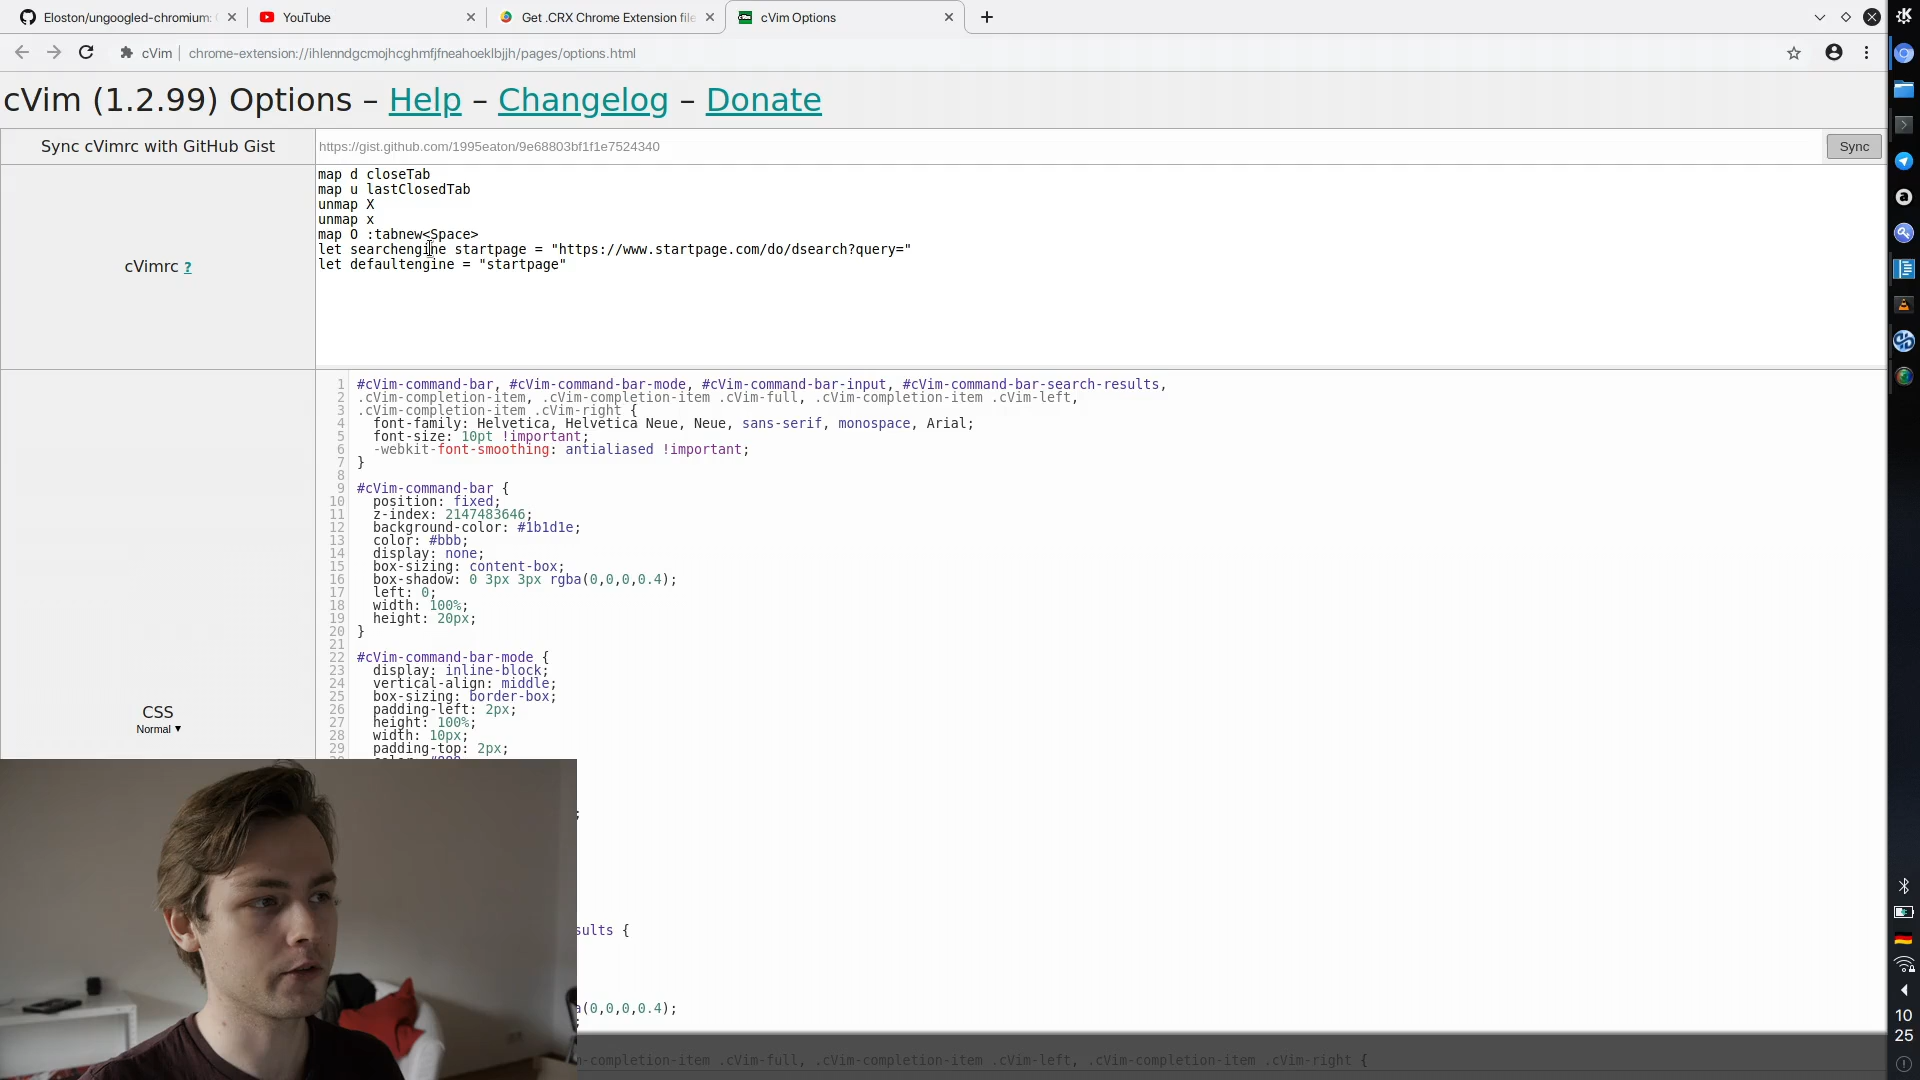 Eloston/ungoogled-chromium:
YouTube
Get .CRX Chrome Extension file
cVim Options
cVim
chrome-extension://ihlenndgcmojhcghmfjfneahoeklbjjh/pages/options.html
cVim (1.2.99) Options – Help – Changelog – Donate
Sync cVimrc with GitHub Gist
https://gist.github.com/1995eaton/9e68803bf1f1e7524340
Sync
cVimrc ?
map d closeTab
map u lastClosedTab
unmap X
unmap x
map O :tabnew<Space>
let searchengine startpage = "https://www.startpage.com/do/dsearch?query="
let defaultengine = "startpage"
CSS
Normal ▾
1 #cVim-command-bar, #cVim-command-bar-mode, #cVim-command-bar-input, #cVim-command-bar-search-results,
2 .cVim-completion-item, .cVim-completion-item .cVim-full, .cVim-completion-item .cVim-left,
3 .cVim-completion-item .cVim-right {
4 font-family: Helvetica, Helvetica Neue, Neue, sans-serif, monospace, Arial;
5 font-size: 10pt !important;
6 -webkit-font-smoothing: antialiased !important;
7 }
8
9 #cVim-command-bar {
10 position: fixed;
11 z-index: 2147483646;
12 background-color: #1b1d1e;
13 color: #bbb;
14 display: none;
15 box-sizing: content-box;
16 box-shadow: 0 3px 3px rgba(0,0,0,0.4);
17 left: 0;
18 width: 100%;
19 height: 20px;
20 }
21
22 #cVim-command-bar-mode {
23 display: inline-block;
24 vertical-align: middle;
25 box-sizing: border-box;
26 padding-left: 2px;
27 height: 100%;
28 width: 10px;
29 padding-top: 2px;
;
sults {
a(0,0,0,0.4);
;
-completion-item .cVim-full, .cVim-completion-item .cVim-left, .cVim-completion-item .cVim-right {
10
25